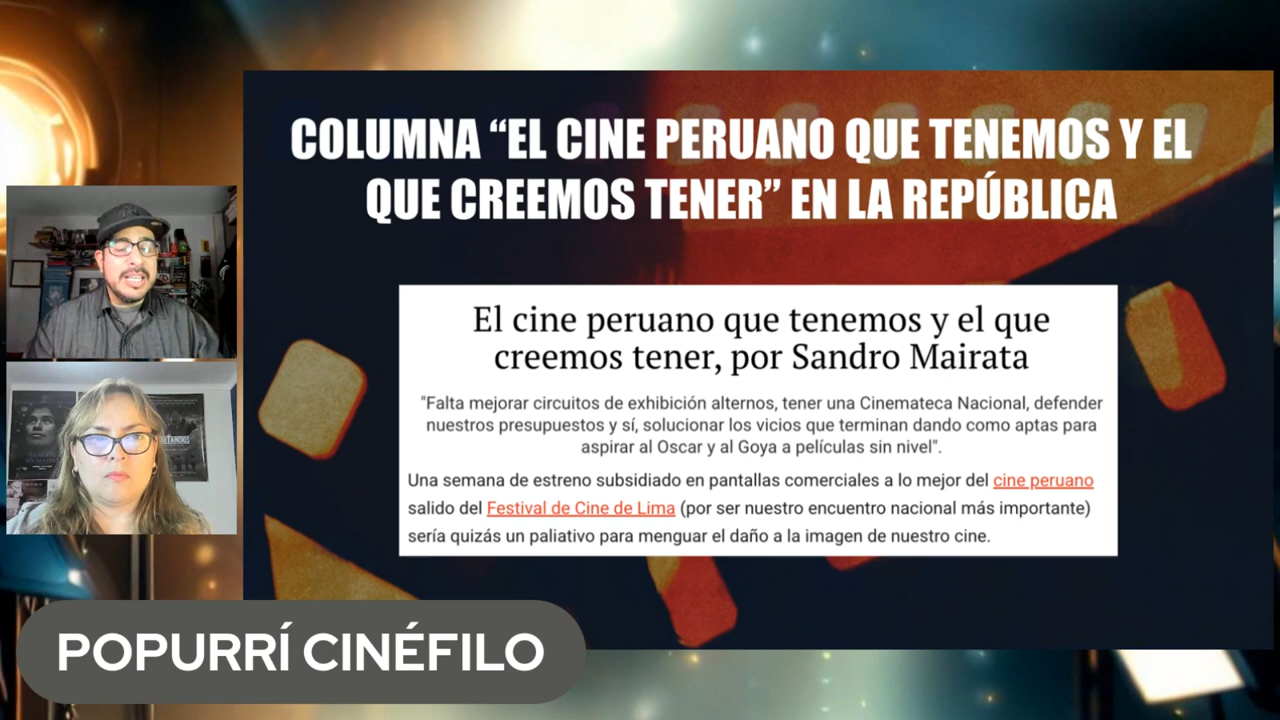 COLUMNA “EL CINE PERUANO QUE TENEMOS Y EL
QUE CREEMOS TENER” EN LA REPÚBLICA
El cine peruano que tenemos y el que
creemos tener, por Sandro Mairata
"Falta mejorar circuitos de exhibición alternos, tener una Cinemateca Nacional, defender
nuestros presupuestos y sí, solucionar los vicios que terminan dando como aptas para
aspirar al Oscar y al Goya a películas sin nivel".
Una semana de estreno subsidiado en pantallas comerciales a lo mejor del cine peruano
salido del Festival de Cine de Lima (por ser nuestro encuentro nacional más importante)
sería quizás un paliativo para menguar el daño a la imagen de nuestro cine.
POPURRÍ CINÉFILO